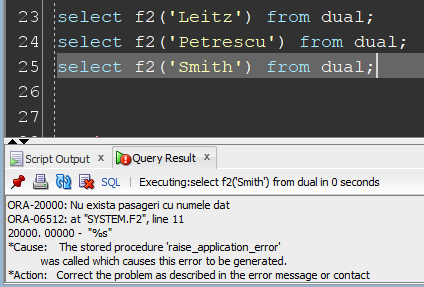 23 select f2('Leitz') from dual;
24 select f2('Petrescu') from dual;
25 select f2('Smith') from dual;
26
27
Script Output x Query Result x
SQL | Executing:select f2('Smith') from dual in 0 seconds
ORA-20000: Nu exista pasageri cu numele dat
ORA-06512: at "SYSTEM.F2", line 11
20000. 00000 - "%s"
*Cause: The stored procedure 'raise_application_error'
was called which causes this error to be generated.
*Action: Correct the problem as described in the error message or contact